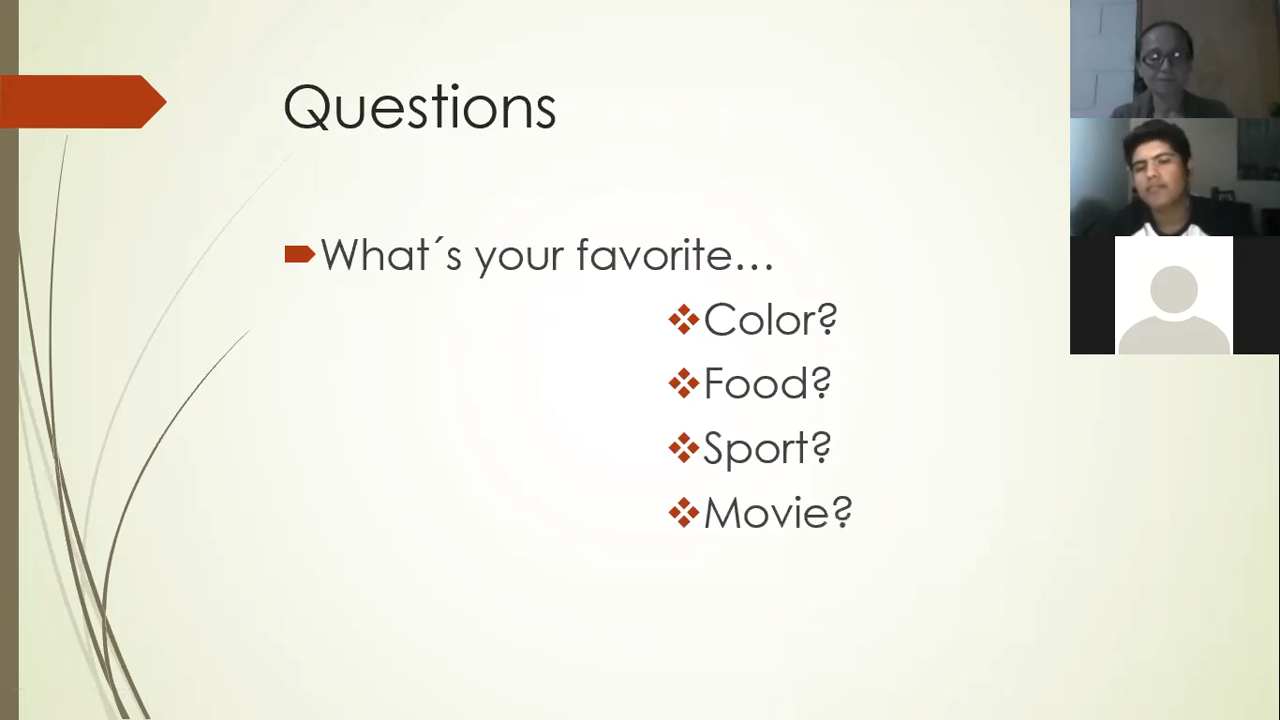 Questions
What´s your favorite…
Color?
Food?
Sport?
Movie?